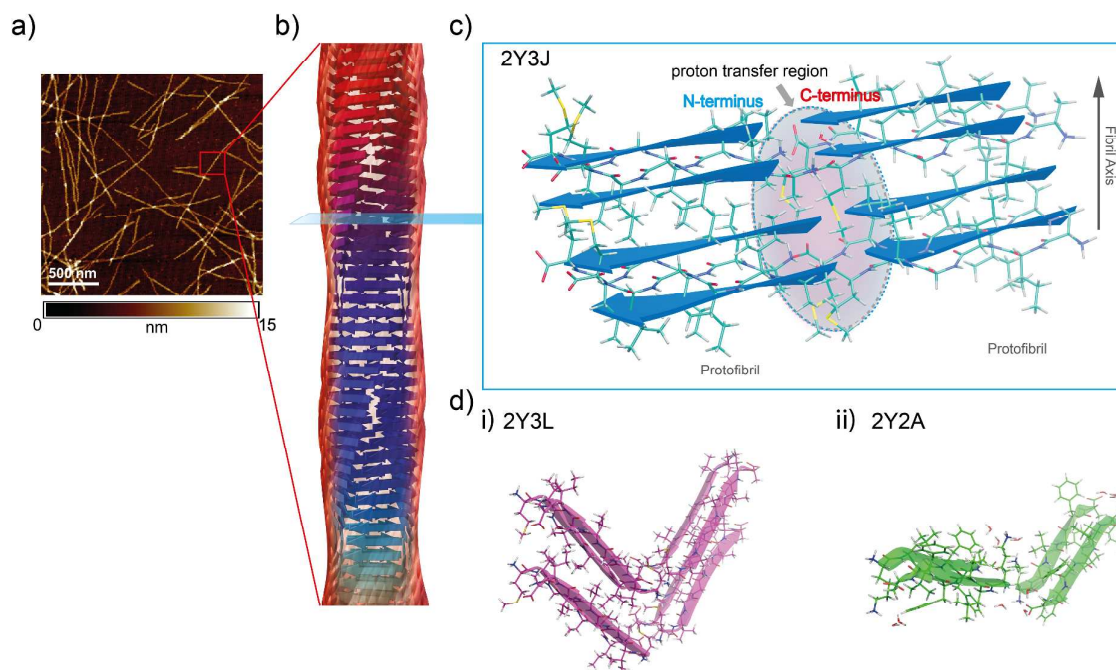 a)
500 nm
0
nm
15
b)
c)
2Y3J
proton transfer region
N-terminus
C-terminus
Fibril Axis
Protofibril
Protofibril
d)
i) 2Y3L
ii) 2Y2A